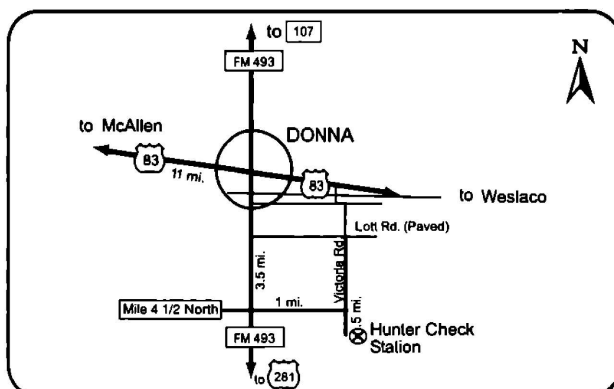 to 107
FM 493
N
to McAllen
DONNA
83
11 mi.
83
to Weslaco
Lott Rd. (Paved)
3.5 mi.
Victoria Rd.
Mile 4 1/2 North
1 mi.
.5 mi.
FM 493
Hunter Check
Station
to 281